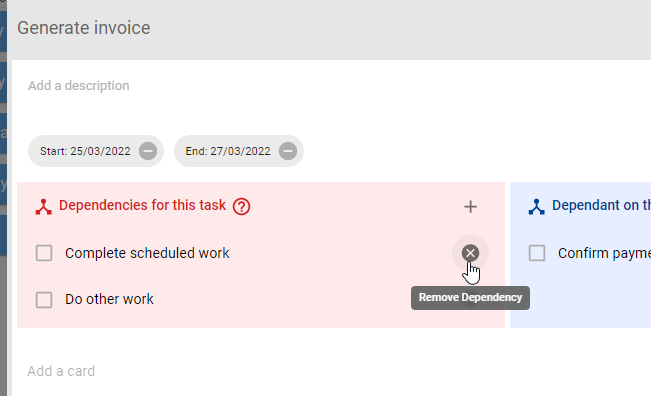 Generate invoice
Add a description
Start: 25/03/2022
End: 27/03/2022
Dependencies for this task
Dependant on th
Complete scheduled work
Confirm payme
Do other work
Remove Dependency
Add a card